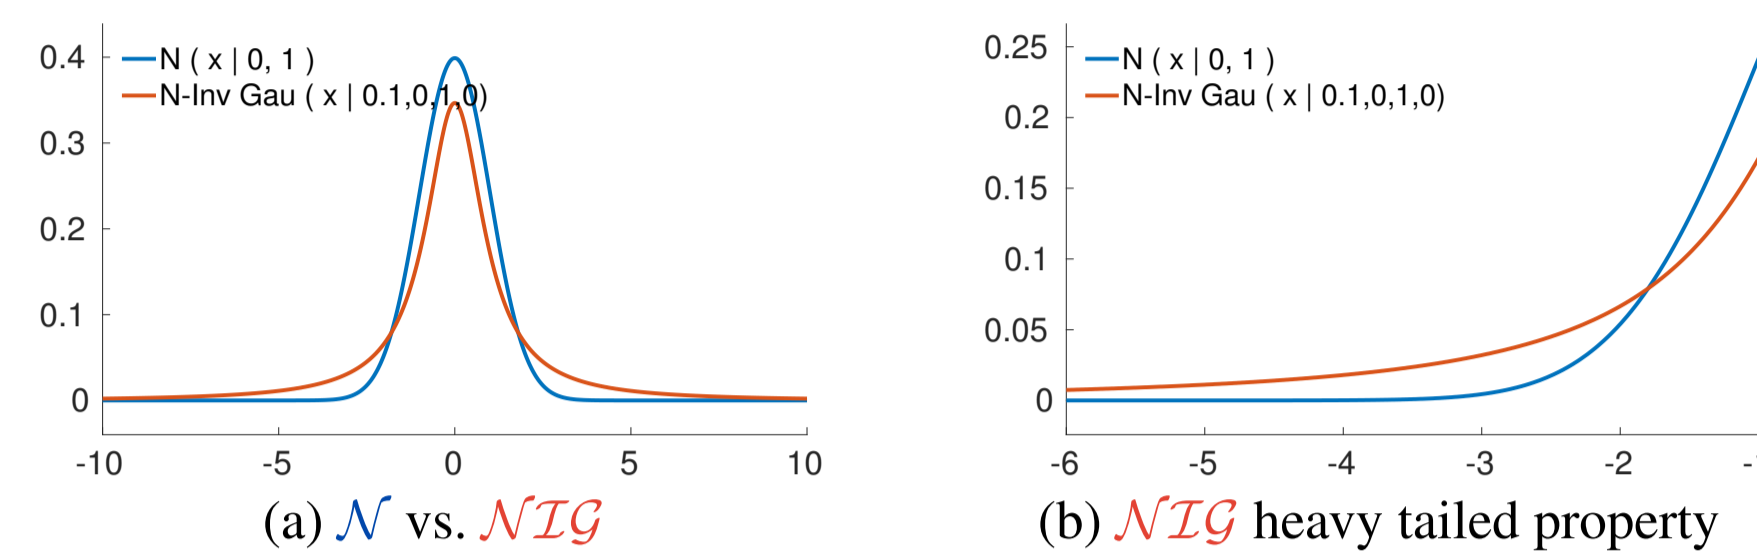 0.4
0.3
0.2
0.1
0
N ( x | 0, 1 )
N-Inv Gau ( x | 0.1,0,1,0)
-10 -5 0 5 10
(a) 𝒩 vs. 𝒩ℐ𝒢
0.25
0.2
0.15
0.1
0.05
0
N ( x | 0, 1 )
N-Inv Gau ( x | 0.1,0,1,0)
-6 -5 -4 -3 -2
(b) 𝒩ℐ𝒢 heavy tailed property